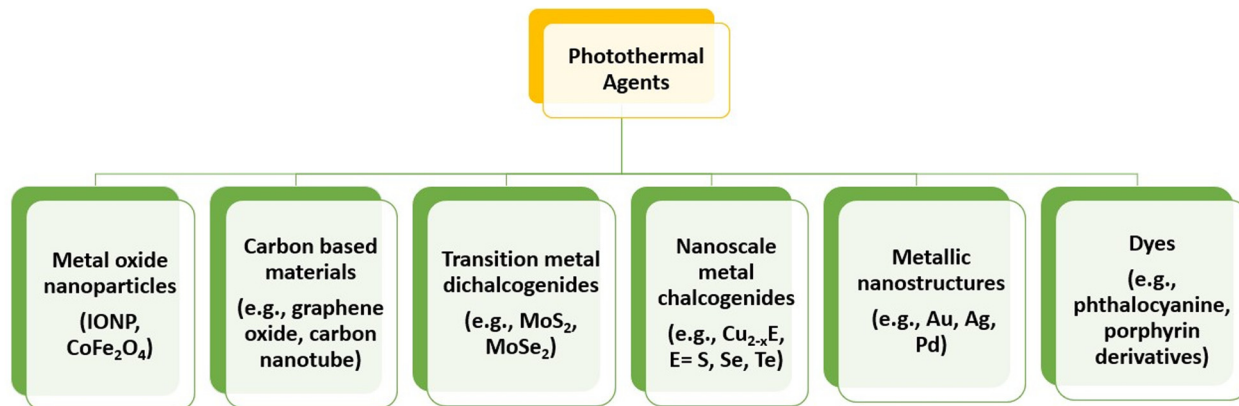 Photothermal
Agents
Metal oxide
nanoparticles
(IONP,
CoFe₂O₄)
Carbon based
materials
(e.g., graphene
oxide, carbon
nanotube)
Transition metal
dichalcogenides
(e.g., MoS₂,
MoSe₂)
Nanoscale
metal
chalcogenides
(e.g., Cu₂₋ₓE,
E= S, Se, Te)
Metallic
nanostructures
(e.g., Au, Ag,
Pd)
Dyes
(e.g.,
phthalocyanine,
porphyrin
derivatives)